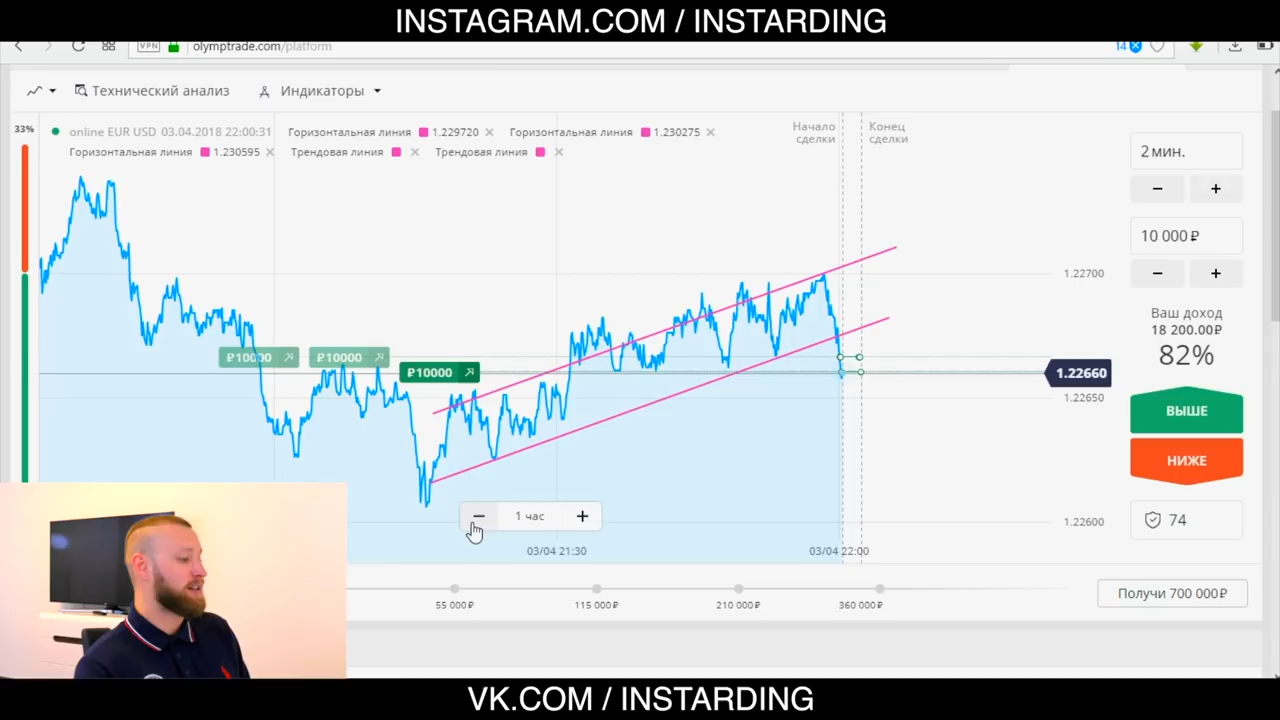 INSTAGRAM.COM / INSTARDING
VPN olymptrade.com/platform 14
Технический анализ Индикаторы
33% online EUR USD 03.04.2018 22:00:31 Горизонтальная линия 1.229720 Горизонтальная линия 1.230275
Горизонтальная линия 1.230595 Трендовая линия Трендовая линия
Начало
сделки
Конец
сделки
2 мин.
− +
10 000 ₽
− +
Ваш доход
18 200.00₽
82%
ВЫШЕ
НИЖЕ
74
1.22700
1.22660
1.22650
1.22600
₽10000 ₽10000 ₽10000
− 1 час +
03/04 21:30 03/04 22:00
55 000₽ 115 000₽ 210 000₽ 360 000₽
Получи 700 000₽
VK.COM / INSTARDING